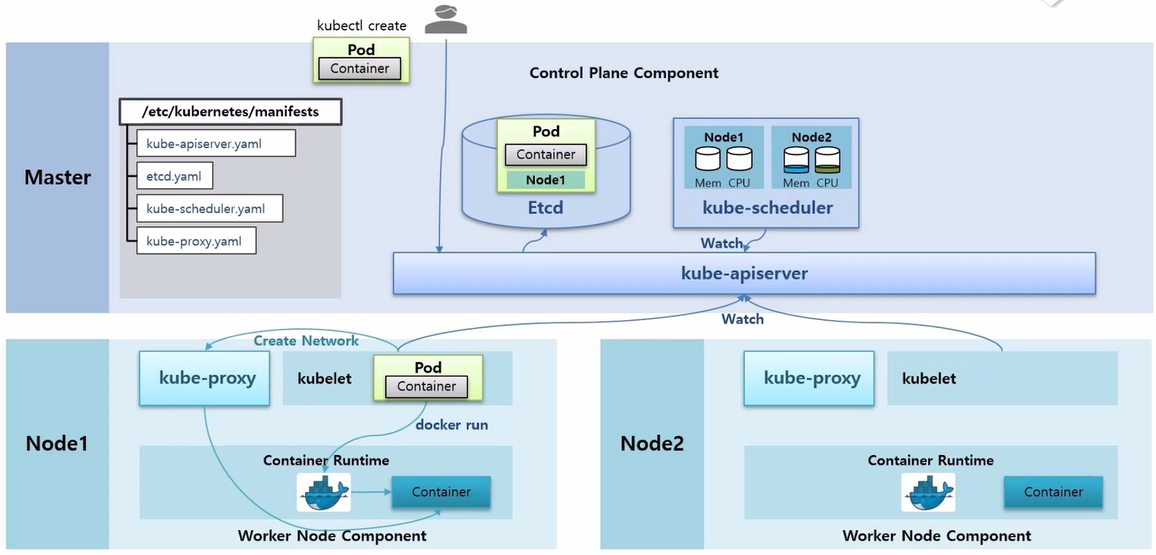 kubectl create
Pod
Container
Control Plane Component
Master
/etc/kubernetes/manifests
kube-apiserver.yaml
etcd.yaml
kube-scheduler.yaml
kube-proxy.yaml
Pod
Container
Node1
Etcd
Node1
Mem CPU
Node2
Mem CPU
kube-scheduler
Watch
kube-apiserver
Watch
Node1
Create Network
kube-proxy
kubelet
Pod
Container
docker run
Container Runtime
Container
Worker Node Component
Node2
kube-proxy
kubelet
Container Runtime
Container
Worker Node Component